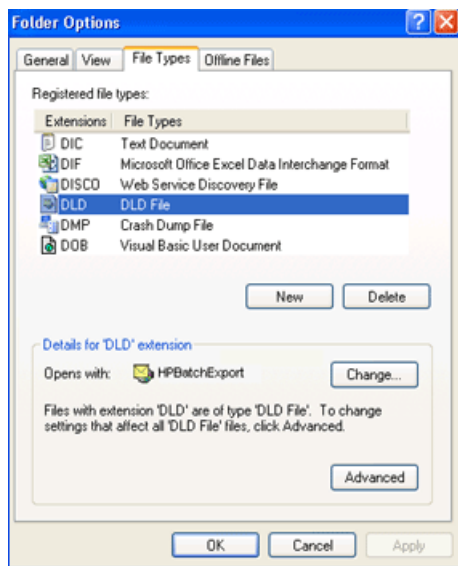 Folder Options
General View File Types Offline Files
Registered file types:
Extensions File Types
DIC Text Document
DIF Microsoft Office Excel Data Interchange Format
DISCO Web Service Discovery File
DLD DLD File
DMP Crash Dump File
DOB Visual Basic User Document
New Delete
Details for 'DLD' extension
Opens with: HPBatchExport Change...
Files with extension 'DLD' are of type 'DLD File'. To change
settings that affect all 'DLD File' files, click Advanced.
Advanced
OK Cancel Apply